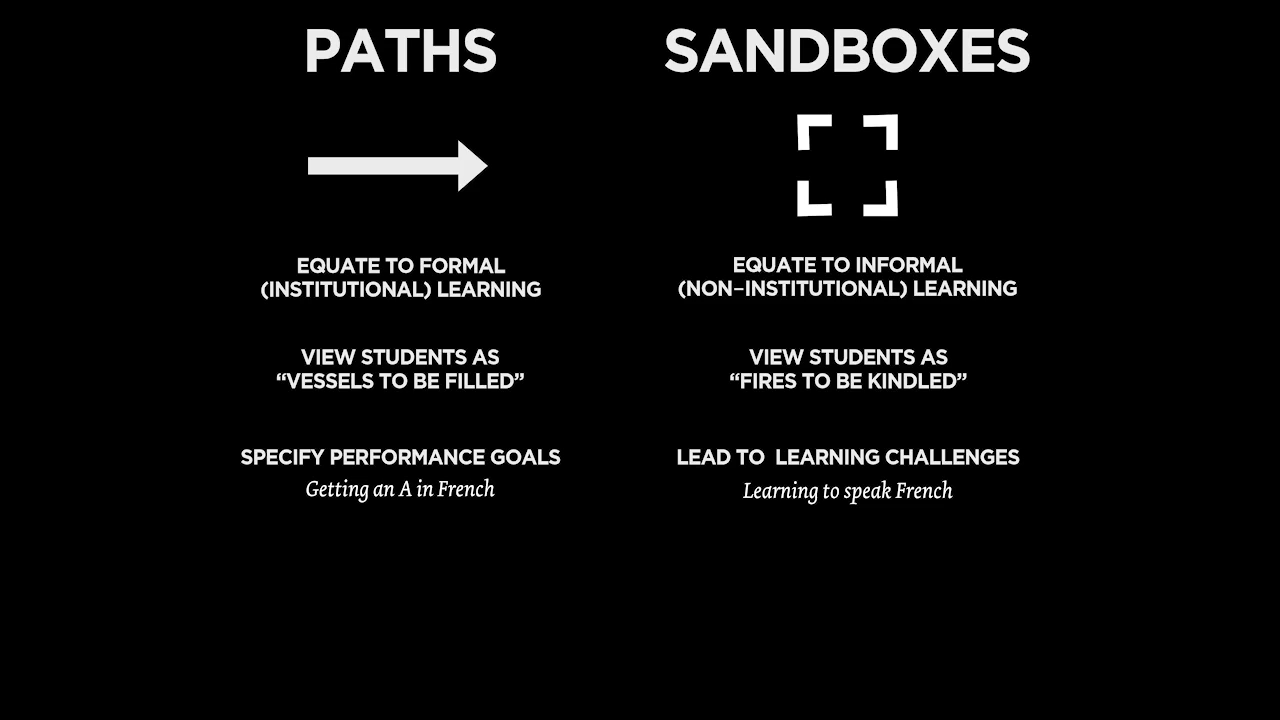 PATHS
EQUATE TO FORMAL
(INSTITUTIONAL) LEARNING
VIEW STUDENTS AS
“VESSELS TO BE FILLED”
SPECIFY PERFORMANCE GOALS
Getting an A in French
SANDBOXES
EQUATE TO INFORMAL
(NON–INSTITUTIONAL) LEARNING
VIEW STUDENTS AS
“FIRES TO BE KINDLED”
LEAD TO  LEARNING CHALLENGES
Learning to speak French